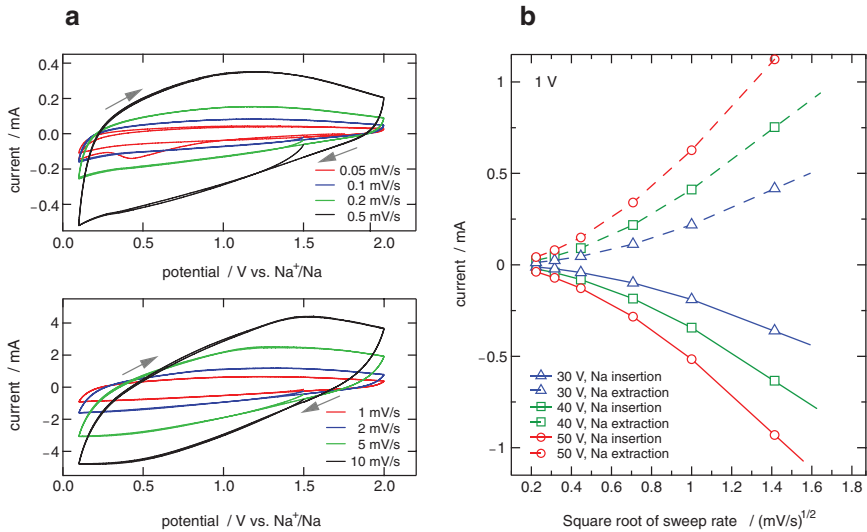 a
0.4
0.2
0.0
−0.2
−0.4
current / mA
0.05 mV/s
0.1 mV/s
0.2 mV/s
0.5 mV/s
0.0
0.5
1.0
1.5
2.0
potential / V vs. Na⁺/Na
4
2
0
−2
−4
current / mA
1 mV/s
2 mV/s
5 mV/s
10 mV/s
0.0
0.5
1.0
1.5
2.0
potential / V vs. Na⁺/Na
b
1 V
1
0.5
0
−0.5
−1
current / mA
30 V, Na insertion
30 V, Na extraction
40 V, Na insertion
40 V, Na extraction
50 V, Na insertion
50 V, Na extraction
0.2 0.4 0.6 0.8 1.0 1.2 1.4 1.6 1.8
Square root of sweep rate / (mV/s)^1/2